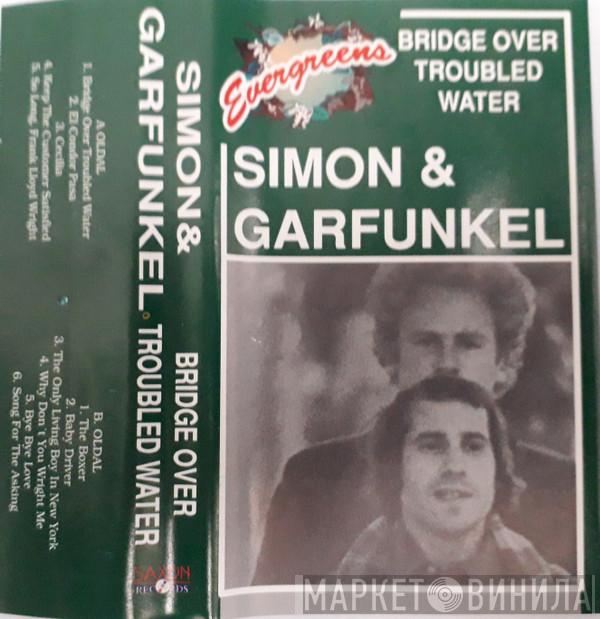 Evergreens
BRIDGE OVER
TROUBLED
WATER
SIMON &
GARFUNKEL
SIMON &
GARFUNKEL
BRIDGE OVER
TROUBLED WATER
SAXON
RECORDS
A OLDAL
1. Bridge Over Troubled Water
2. El Condor Pasa
3. Cecilia
4. Keep The Customer Satisfied
5. So Long, Frank Lloyd Wright
B. OLDAL
1. The Boxer
2. Baby Driver
3. The Only Living Boy In New York
4. Why Don't You Wright Me
5. Bye Bye Love
6. Song For The Asking
МАРКЕТ ВИНИЛА